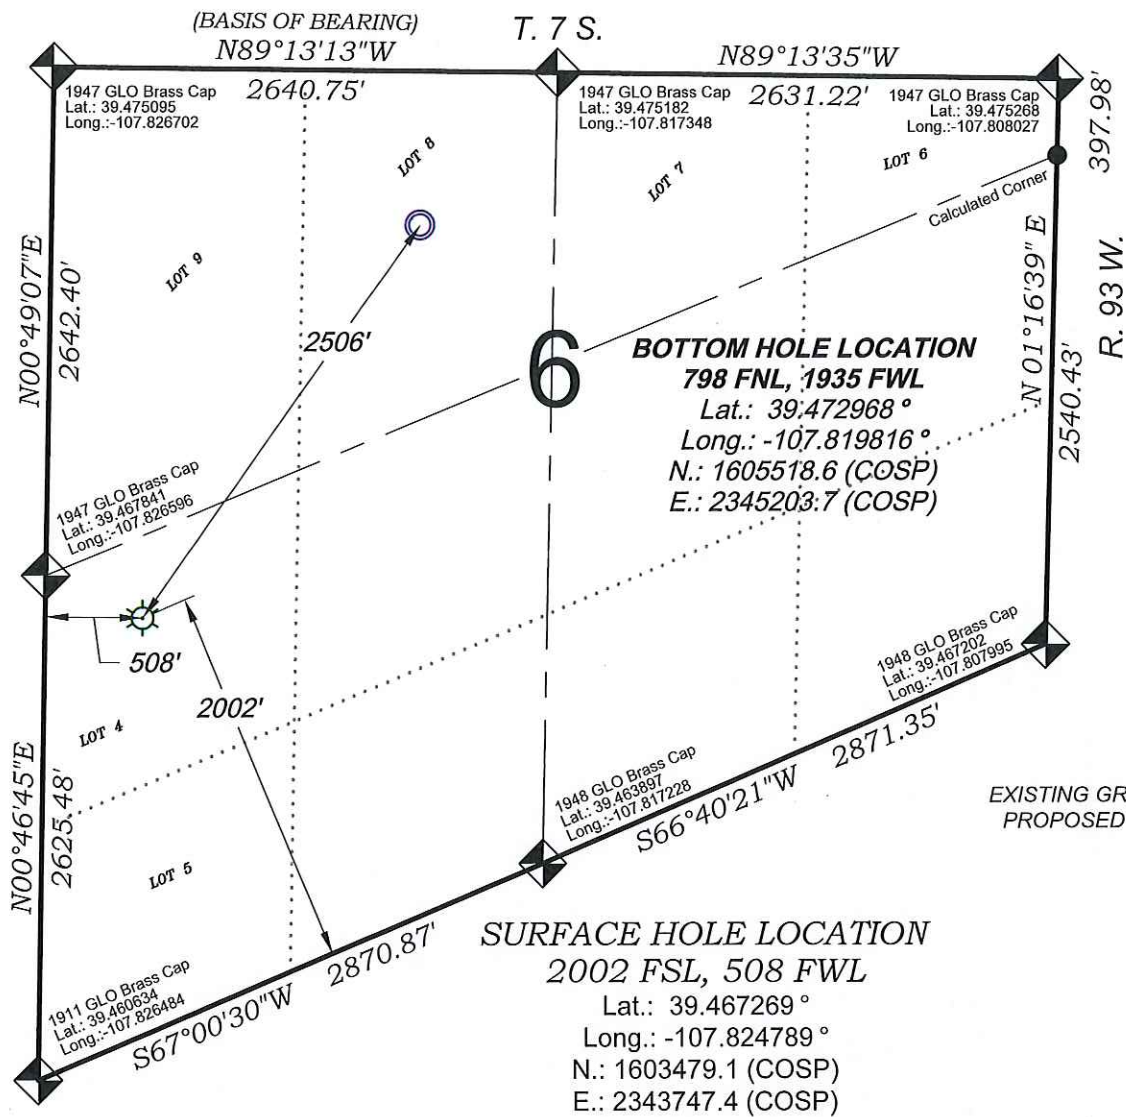 (BASIS OF BEARING)
T. 7 S.
N89°13'13"W
N89°13'35"W
2640.75'
2631.22'
397.98'
1947 GLO Brass Cap
Lat.: 39.475095
Long.:-107.826702
1947 GLO Brass Cap
Lat.: 39.475182
Long.:-107.817348
1947 GLO Brass Cap
Lat.: 39.475268
Long.:-107.808027
LOT 8
LOT 7
LOT 6
Calculated Corner
LOT 9
N00°49'07"E
2642.40'
2506'
6
N 01°16'39" E
2540.43'
R. 93 W.
BOTTOM HOLE LOCATION
798 FNL, 1935 FWL
Lat.: 39.472968°
Long.: -107.819816°
N.: 1605518.6 (COSP)
E.: 2345203.7 (COSP)
1947 GLO Brass Cap
Lat.: 39.467841
Long.:-107.826596
508'
2002'
LOT 4
1948 GLO Brass Cap
Lat.: 39.467202
Long.:-107.807995
N00°46'45"E
2625.48'
LOT 5
1948 GLO Brass Cap
Lat.: 39.463897
Long.:-107.817228
2871.35'
S66°40'21"W
EXISTING GR
PROPOSED
1911 GLO Brass Cap
Lat.: 39.460634
Long.:-107.826484
2870.87'
S67°00'30"W
SURFACE HOLE LOCATION
2002 FSL, 508 FWL
Lat.: 39.467269°
Long.: -107.824789°
N.: 1603479.1 (COSP)
E.: 2343747.4 (COSP)